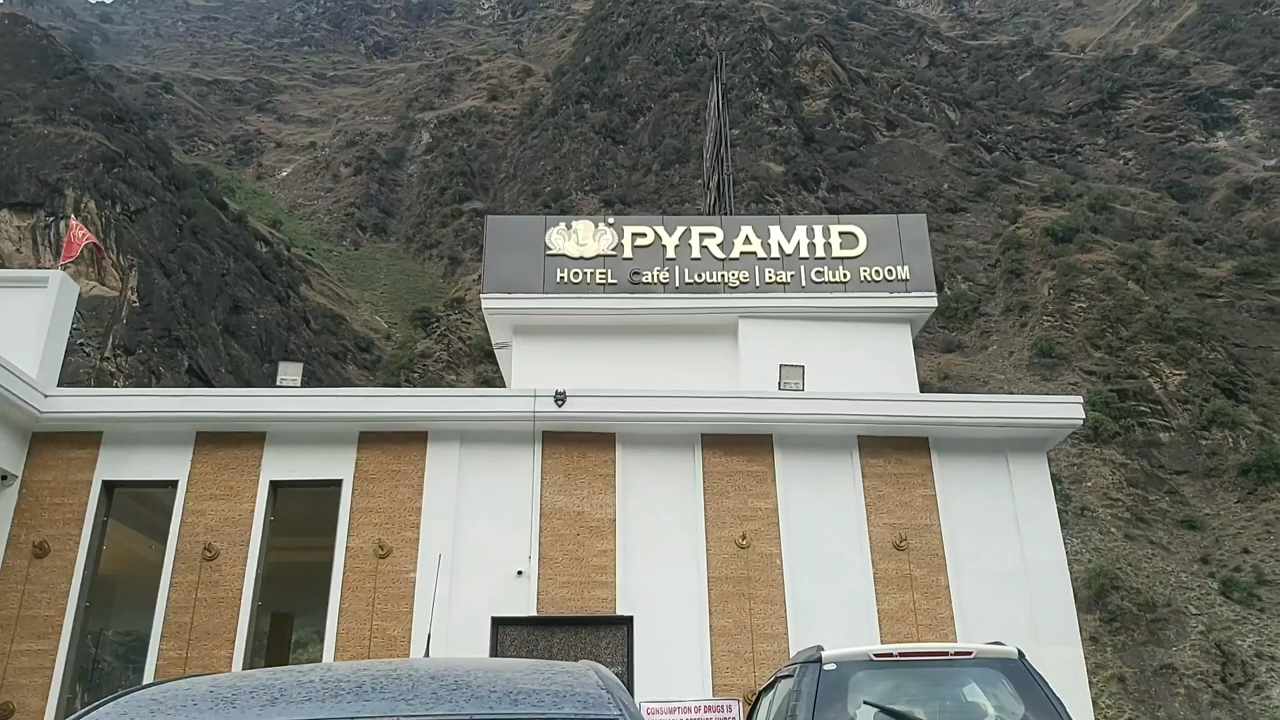 PYRAMID
HOTEL Café | Lounge | Bar | Club ROOM
CONSUMPTION OF DRUGS IS